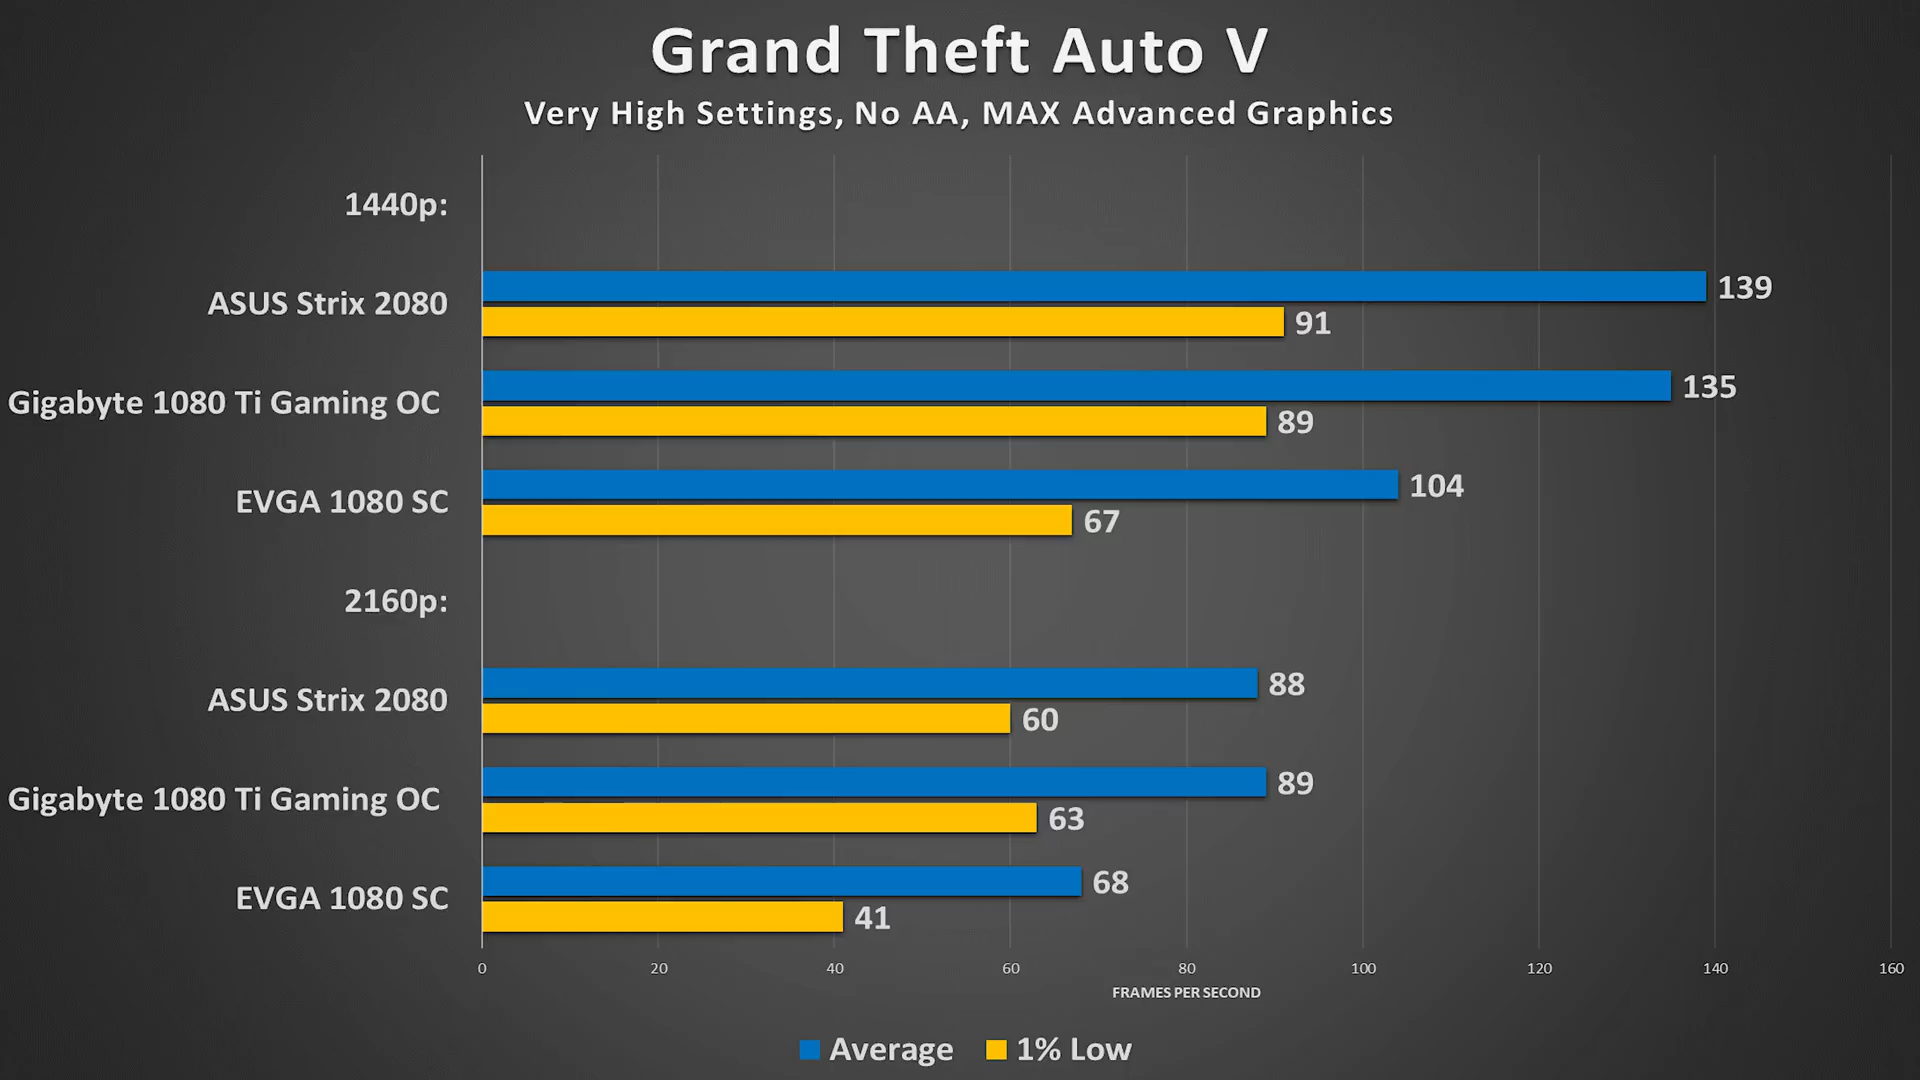 Grand Theft Auto V
Very High Settings, No AA, MAX Advanced Graphics
1440p:
ASUS Strix 2080
139
91
Gigabyte 1080 Ti Gaming OC
135
89
EVGA 1080 SC
104
67
2160p:
ASUS Strix 2080
88
60
Gigabyte 1080 Ti Gaming OC
89
63
EVGA 1080 SC
68
41
0 20 40 60 80 100 120 140 160
FRAMES PER SECOND
Average 1% Low